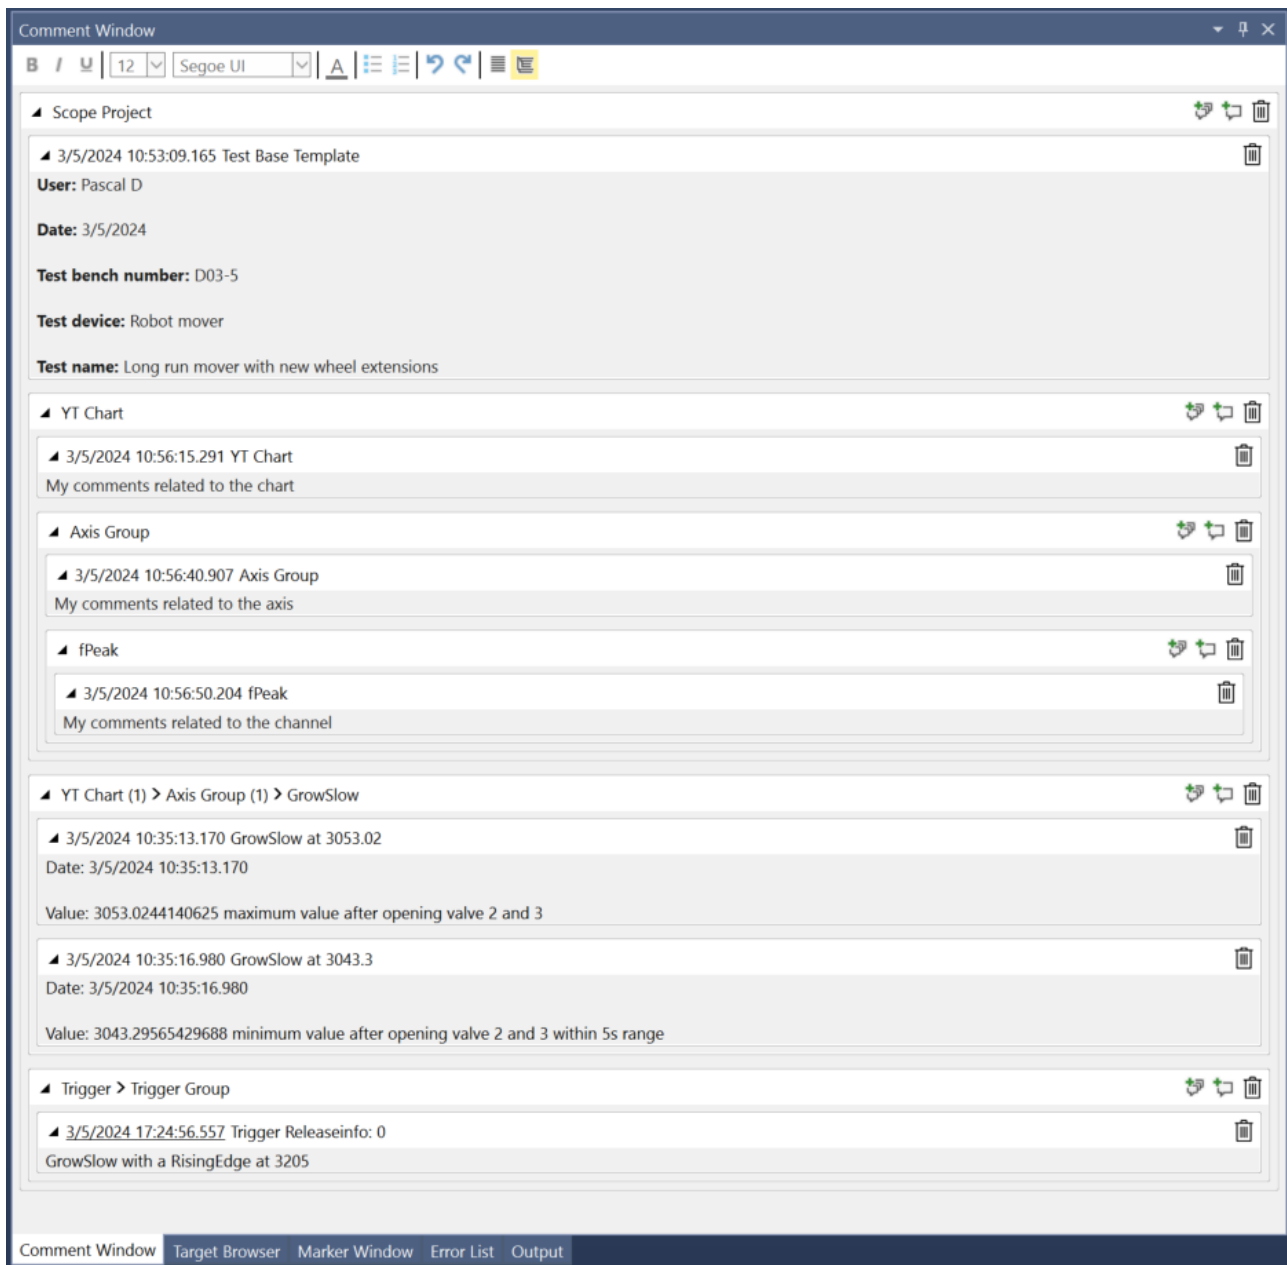 Comment Window
B I U 12 Segoe UI A
Scope Project
3/5/2024 10:53:09.165 Test Base Template
User: Pascal D
Date: 3/5/2024
Test bench number: D03-5
Test device: Robot mover
Test name: Long run mover with new wheel extensions
YT Chart
3/5/2024 10:56:15.291 YT Chart
My comments related to the chart
Axis Group
3/5/2024 10:56:40.907 Axis Group
My comments related to the axis
fPeak
3/5/2024 10:56:50.204 fPeak
My comments related to the channel
YT Chart (1) > Axis Group (1) > GrowSlow
3/5/2024 10:35:13.170 GrowSlow at 3053.02
Date: 3/5/2024 10:35:13.170
Value: 3053.0244140625 maximum value after opening valve 2 and 3
3/5/2024 10:35:16.980 GrowSlow at 3043.3
Date: 3/5/2024 10:35:16.980
Value: 3043.29565429688 minimum value after opening valve 2 and 3 within 5s range
Trigger > Trigger Group
3/5/2024 17:24:56.557 Trigger Releaseinfo: 0
GrowSlow with a RisingEdge at 3205
Comment Window Target Browser Marker Window Error List Output